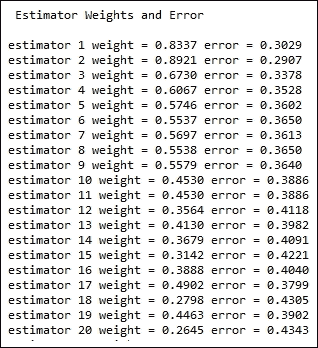 Estimator Weights and Error
estimator 1 weight = 0.8337 error = 0.3029
estimator 2 weight = 0.8921 error = 0.2907
estimator 3 weight = 0.6730 error = 0.3378
estimator 4 weight = 0.6067 error = 0.3528
estimator 5 weight = 0.5746 error = 0.3602
estimator 6 weight = 0.5537 error = 0.3650
estimator 7 weight = 0.5697 error = 0.3613
estimator 8 weight = 0.5538 error = 0.3650
estimator 9 weight = 0.5579 error = 0.3640
estimator 10 weight = 0.4530 error = 0.3886
estimator 11 weight = 0.4530 error = 0.3886
estimator 12 weight = 0.3564 error = 0.4118
estimator 13 weight = 0.4130 error = 0.3982
estimator 14 weight = 0.3679 error = 0.4091
estimator 15 weight = 0.3142 error = 0.4221
estimator 16 weight = 0.3888 error = 0.4040
estimator 17 weight = 0.4902 error = 0.3799
estimator 18 weight = 0.2798 error = 0.4305
estimator 19 weight = 0.4463 error = 0.3902
estimator 20 weight = 0.2645 error = 0.4343